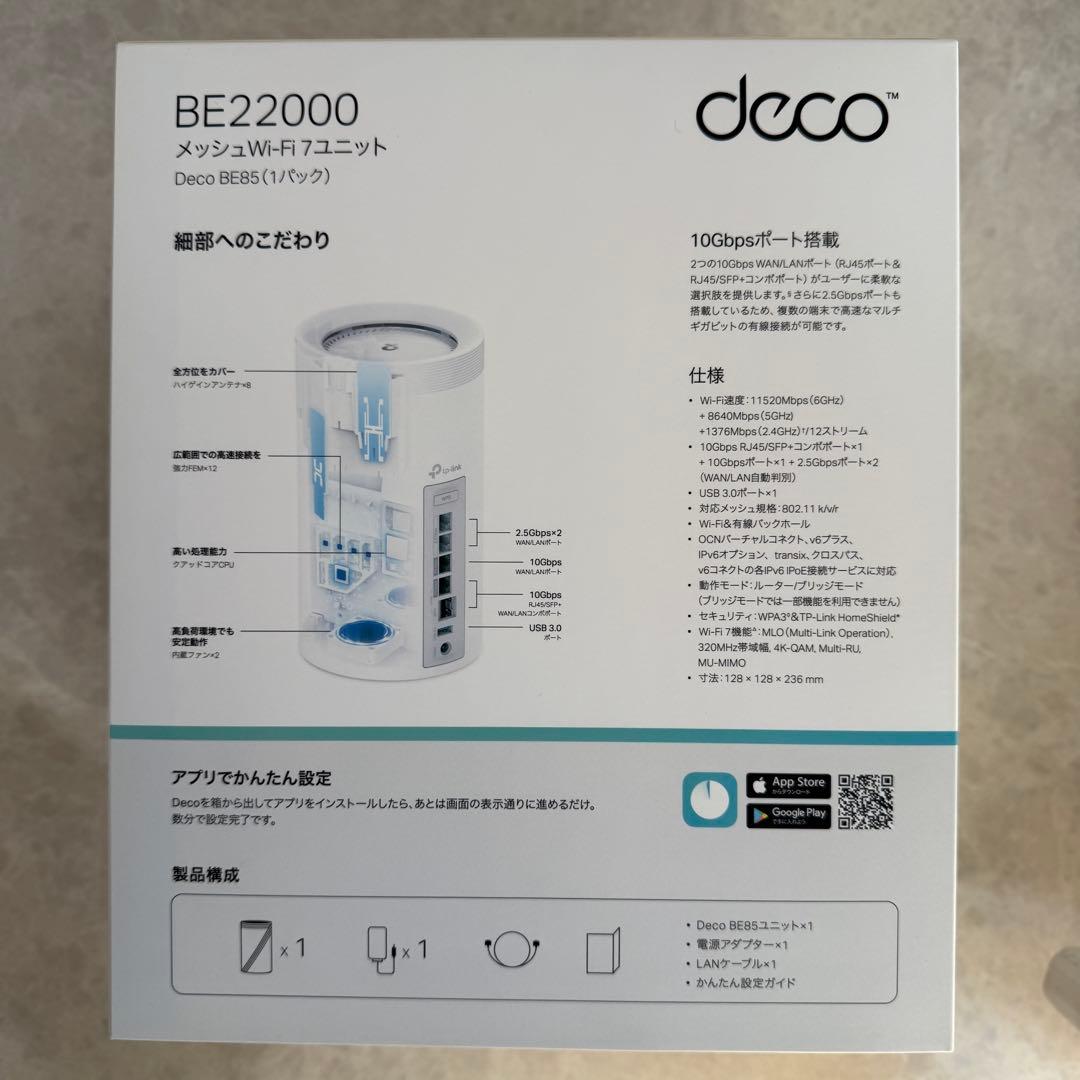 BE22000
メッシュWi-Fi 7ユニット
Deco BE85(1パック)
deco™
細部へのこだわり
全方位をカバー
ハイゲインアンテナ×8
広範囲での高速接続を
強力FEM×12
高い処理能力
クアッドコアCPU
高負荷環境でも
安定動作
内蔵ファン×2
tp-link
WPS
2.5Gbps×2
WAN/LANポート
10Gbps
WAN/LANポート
10Gbps
RJ45/SFP+
WAN/LANコンボポート
USB 3.0
ポート
10Gbpsポート搭載
2つの10Gbps WAN/LANポート(RJ45ポート&
RJ45/SFP+コンボポート)がユーザーに柔軟な
選択肢を提供します。§さらに2.5Gbpsポートも
搭載しているため、複数の端末で高速なマルチ
ギガビットの有線接続が可能です。
仕様
• Wi-Fi速度:11520Mbps(6GHz)
+ 8640Mbps(5GHz)
+1376Mbps(2.4GHz)†/12ストリーム
• 10Gbps RJ45/SFP+コンボポート×1
+ 10Gbpsポート×1 + 2.5Gbpsポート×2
(WAN/LAN自動判別)
• USB 3.0ポート×1
• 対応メッシュ規格:802.11 k/v/r
• Wi-Fi&有線バックホール
• OCNバーチャルコネクト、v6プラス、
IPv6オプション、transix、クロスパス、
v6コネクトの各IPv6 IPoE接続サービスに対応
• 動作モード:ルーター/ブリッジモード
(ブリッジモードでは一部機能を利用できません)
• セキュリティ:WPA3°&TP-Link HomeShield*
• Wi-Fi 7機能△:MLO(Multi-Link Operation)、
320MHz帯域幅, 4K-QAM, Multi-RU,
MU-MIMO
• 寸法:128 × 128 × 236 mm
アプリでかんたん設定
Decoを箱から出してアプリをインストールしたら、あとは画面の表示通りに進めるだけ。
数分で設定完了です。
App Store
からダウンロード
Google Play
で手に入れよう
製品構成
x 1
x 1
• Deco BE85ユニット×1
• 電源アダプター×1
• LANケーブル×1
• かんたん設定ガイド